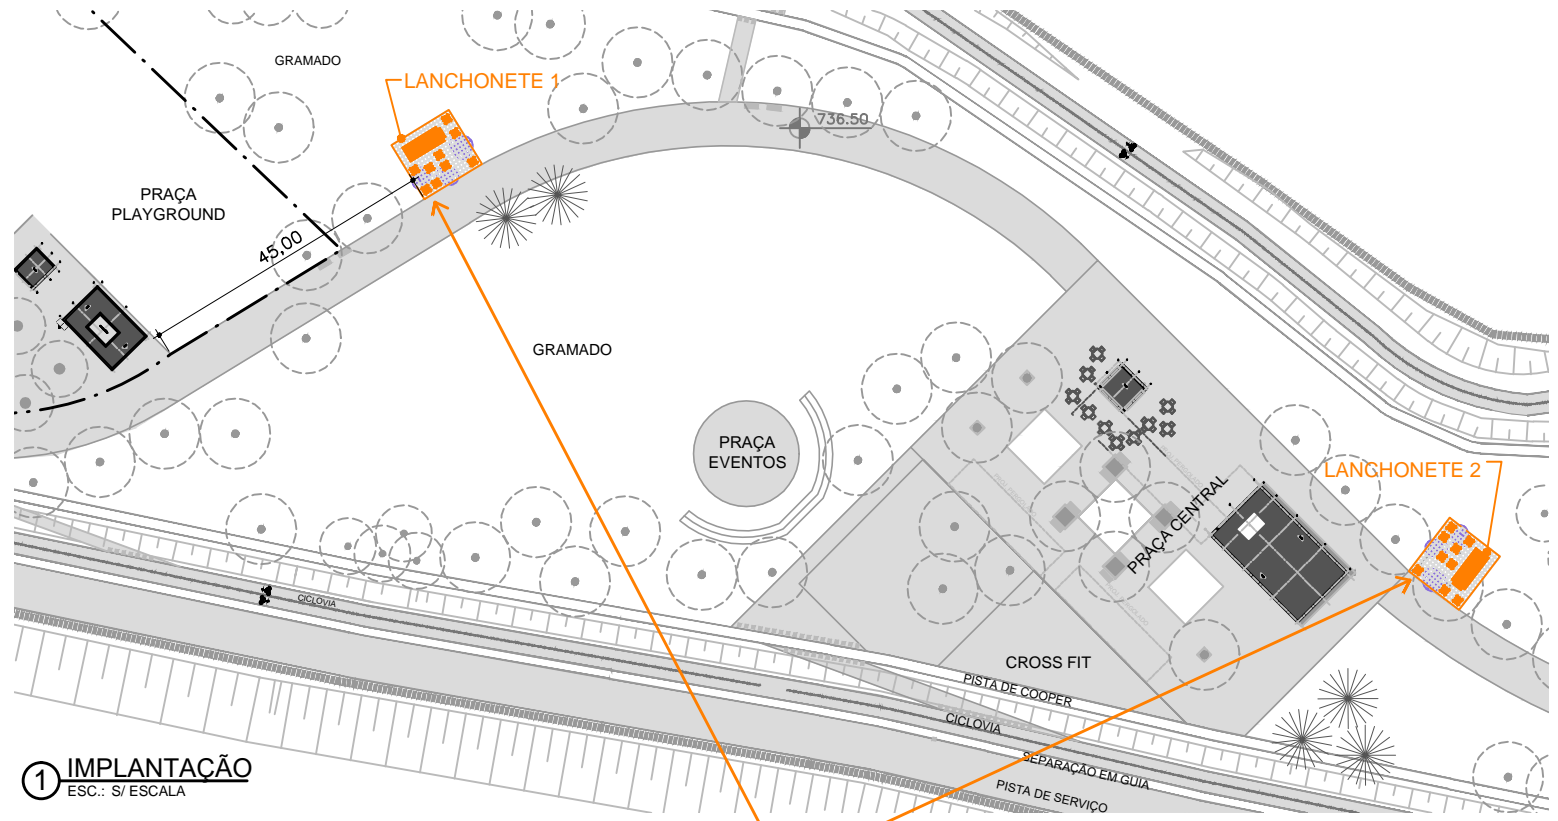 GRAMADO
LANCHONETE 1
736.50
PRAÇA
PLAYGROUND
45,00
GRAMADO
PRAÇA
EVENTOS
LANCHONETE 2
PRAÇA CENTRAL
CICLOVIA
CROSS FIT
PISTA DE COOPER
CICLOVIA
SEPARAÇÃO EM GUIA
PISTA DE SERVIÇO
1 IMPLANTAÇÃO
ESC.: S/ ESCALA